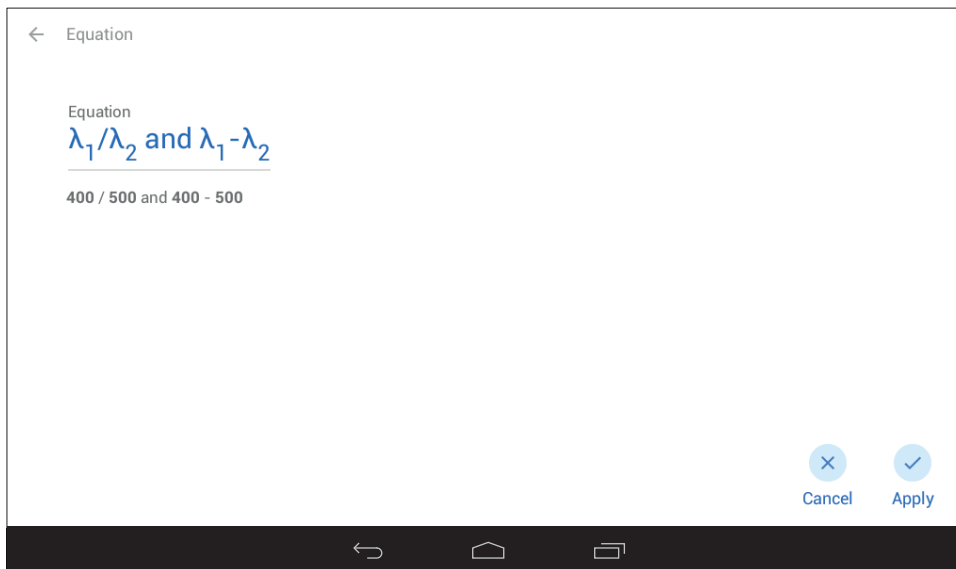 Equation
Equation
λ₁/λ₂ and λ₁-λ₂
400 / 500 and 400 - 500
Cancel
Apply